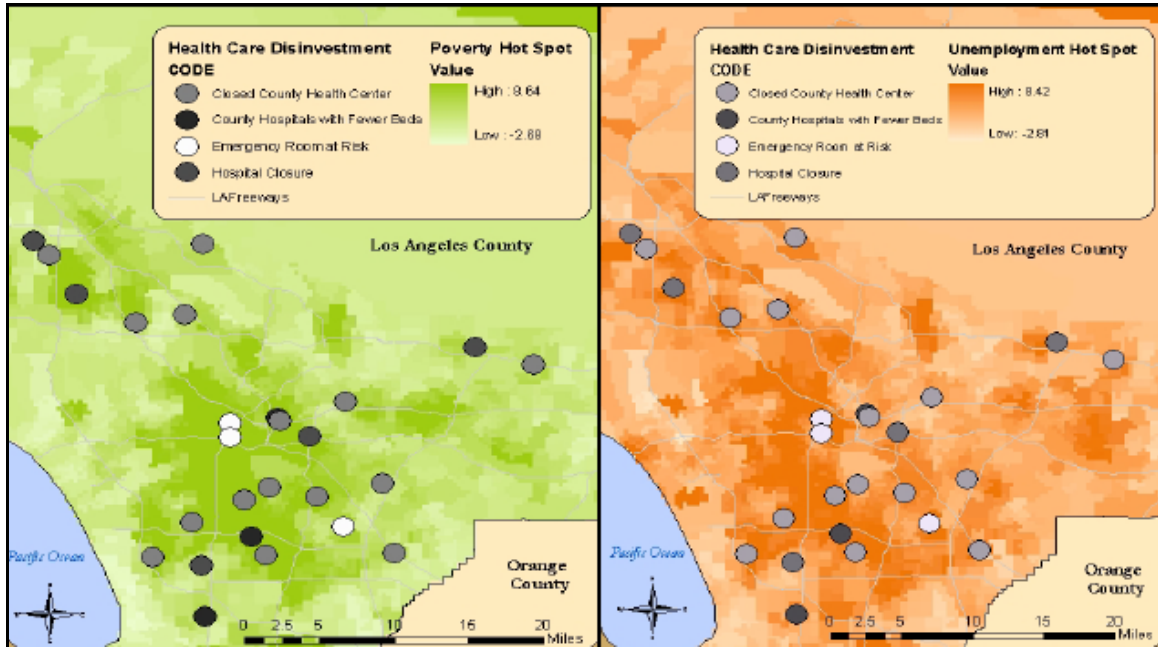 Health Care Disinvestment
CODE
Closed County Health Center
County Hospitals with Fewer Beds
Emergency Room at Risk
Hospital Closure
LAFreeways
Poverty Hot Spot
Value
High : 9.64
Low : -2.68
Los Angeles County
Pacific Ocean
Orange
County
0 2.5 5 10 15 20
Miles
Health Care Disinvestment
CODE
Closed County Health Center
County Hospitals with Fewer Beds
Emergency Room at Risk
Hospital Closure
LAFreeways
Unemployment Hot Spot
Value
High : 8.42
Low: -2.81
Los Angeles County
Pacific Ocean
Orange
County
0 2.5 5 10 15 20
Miles